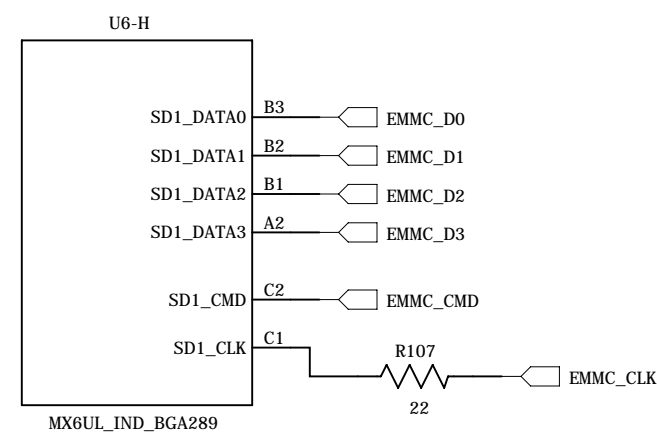 U6-H
SD1_DATA0 B3 EMMC_D0
SD1_DATA1 B2 EMMC_D1
SD1_DATA2 B1 EMMC_D2
SD1_DATA3 A2 EMMC_D3
SD1_CMD C2 EMMC_CMD
SD1_CLK C1
R107
EMMC_CLK
22
MX6UL_IND_BGA289